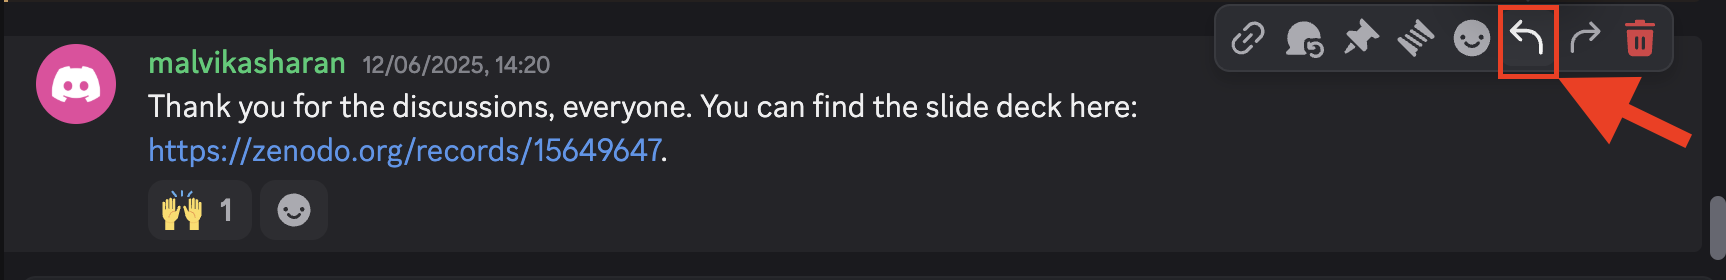 malvikasharan 12/06/2025, 14:20
Thank you for the discussions, everyone. You can find the slide deck here:
https://zenodo.org/records/15649647.
1